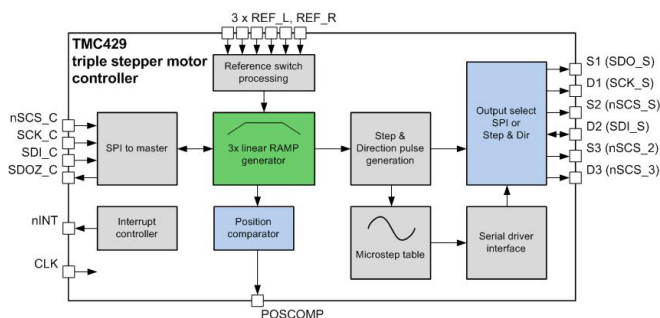 3 x REF_L, REF_R
TMC429
triple stepper motor
controller
Reference switch
processing
nSCS_C
SCK_C
SDI_C
SDOZ_C
SPI to master
3x linear RAMP
generator
Step &
Direction pulse
generation
Output select
SPI or
Step & Dir
S1 (SDO_S)
D1 (SCK_S)
S2 (nSCS_S)
D2 (SDI_S)
S3 (nSCS_2)
D3 (nSCS_3)
nINT
Interrupt
controller
Position
comparator
Microstep table
Serial driver
interface
CLK
POSCOMP